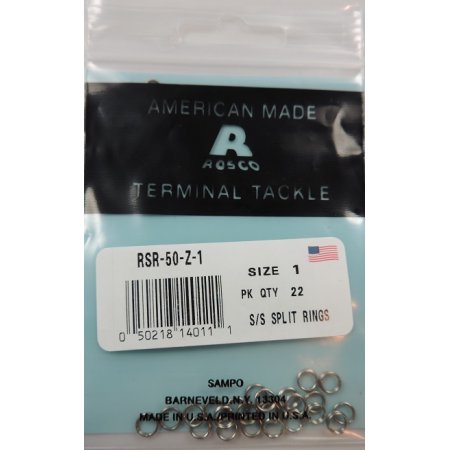 AMERICAN MADE
R
ROSCO
TERMINAL TACKLE
RSR-50-Z-1
SIZE 1
PK QTY 22
0 50218 14011 1
S/S SPLIT RINGS
SAMPO
BARNEVELD, N.Y. 13304
MADE IN U.S.A./PRINTED IN U.S.A.